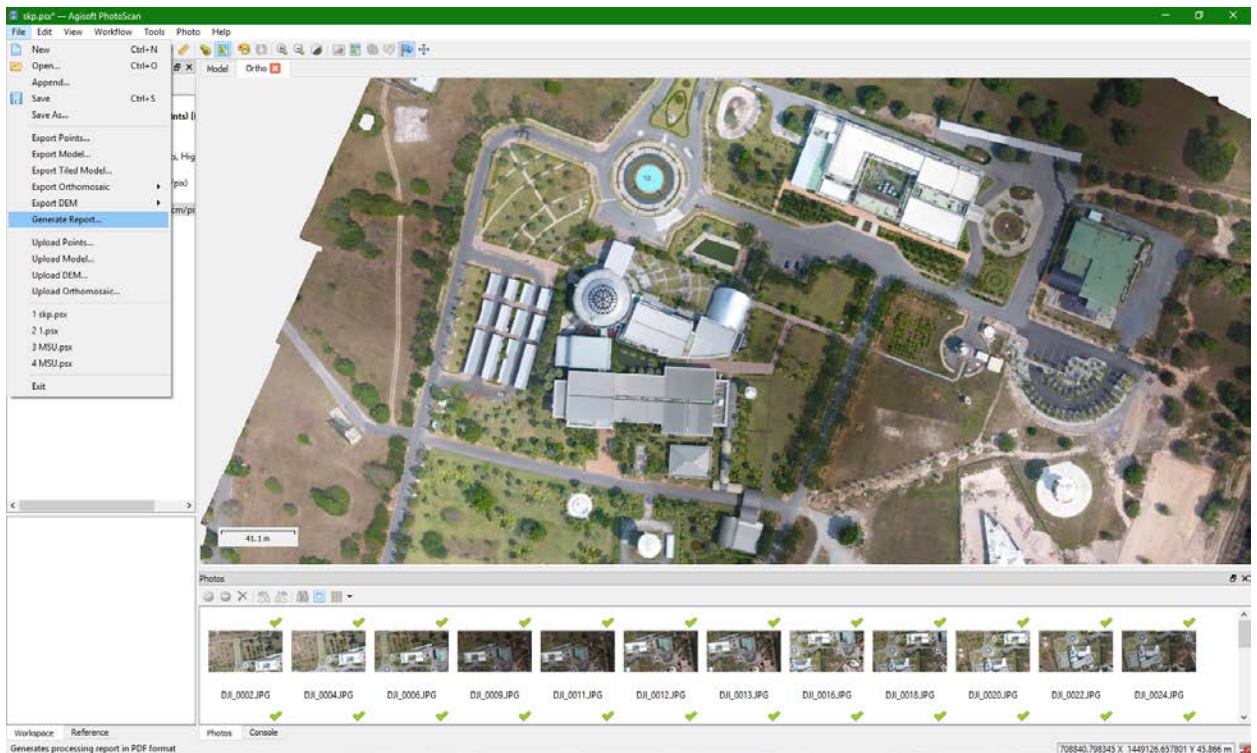 skp.psx* — Agisoft PhotoScan
File Edit View Workflow Tools Photo Help
New Ctrl+N
Open... Ctrl+O
Append...
Save Ctrl+S
Save As...
Export Points...
Export Model...
Export Tiled Model...
Export Orthomosaic
Export DEM
Generate Report...
Upload Points...
Upload Model...
Upload DEM...
Upload Orthomosaic...
1 skp.psx
2 1.psx
3 MSU.psx
4 MSU.psx
Exit
Model Ortho
41.1 m
Photos
DJI_0002.JPG DJI_0004.JPG DJI_0006.JPG DJI_0009.JPG DJI_0011.JPG DJI_0012.JPG DJI_0013.JPG DJI_0016.JPG DJI_0018.JPG DJI_0020.JPG DJI_0022.JPG DJI_0024.JPG
Workspace Reference
Photos Console
Generates processing report in PDF format
708840.798345 X 1449126.657801 Y 45.866 m